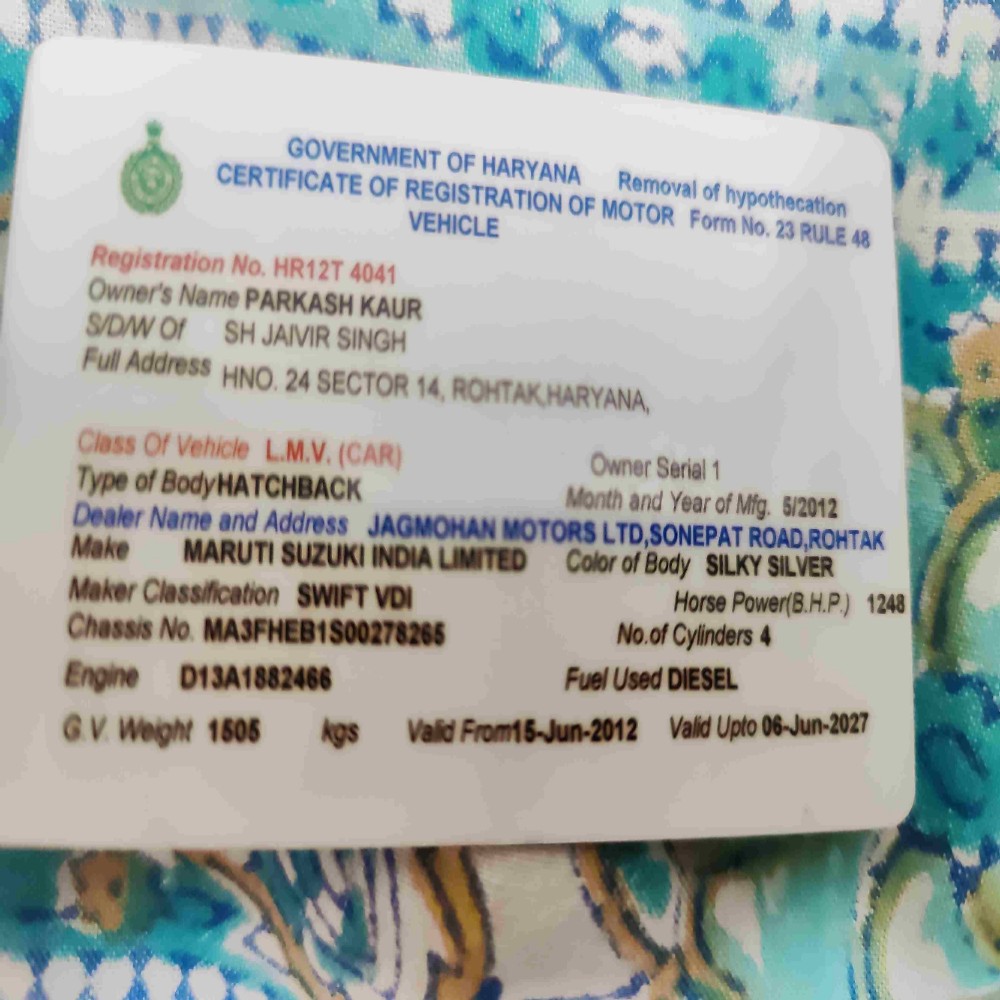 GOVERNMENT OF HARYANA Removal of hypothecation
CERTIFICATE OF REGISTRATION OF MOTOR Form No. 23 RULE 48
VEHICLE
Registration No. HR12T 4041
Owner's Name PARKASH KAUR
S/D/W Of SH JAIVIR SINGH
Full Address HNO. 24 SECTOR 14, ROHTAK,HARYANA,
Class Of Vehicle L.M.V. (CAR) Owner Serial 1
Type of Body HATCHBACK Month and Year of Mfg. 5/2012
Dealer Name and Address JAGMOHAN MOTORS LTD,SONEPAT ROAD,ROHTAK
Make MARUTI SUZUKI INDIA LIMITED Color of Body SILKY SILVER
Maker Classification SWIFT VDI Horse Power(B.H.P.) 1248
Chassis No. MA3FHEB1S00278265 No.of Cylinders 4
Engine D13A1882466 Fuel Used DIESEL
G.V. Weight 1505 kgs Valid From15-Jun-2012 Valid Upto 06-Jun-2027